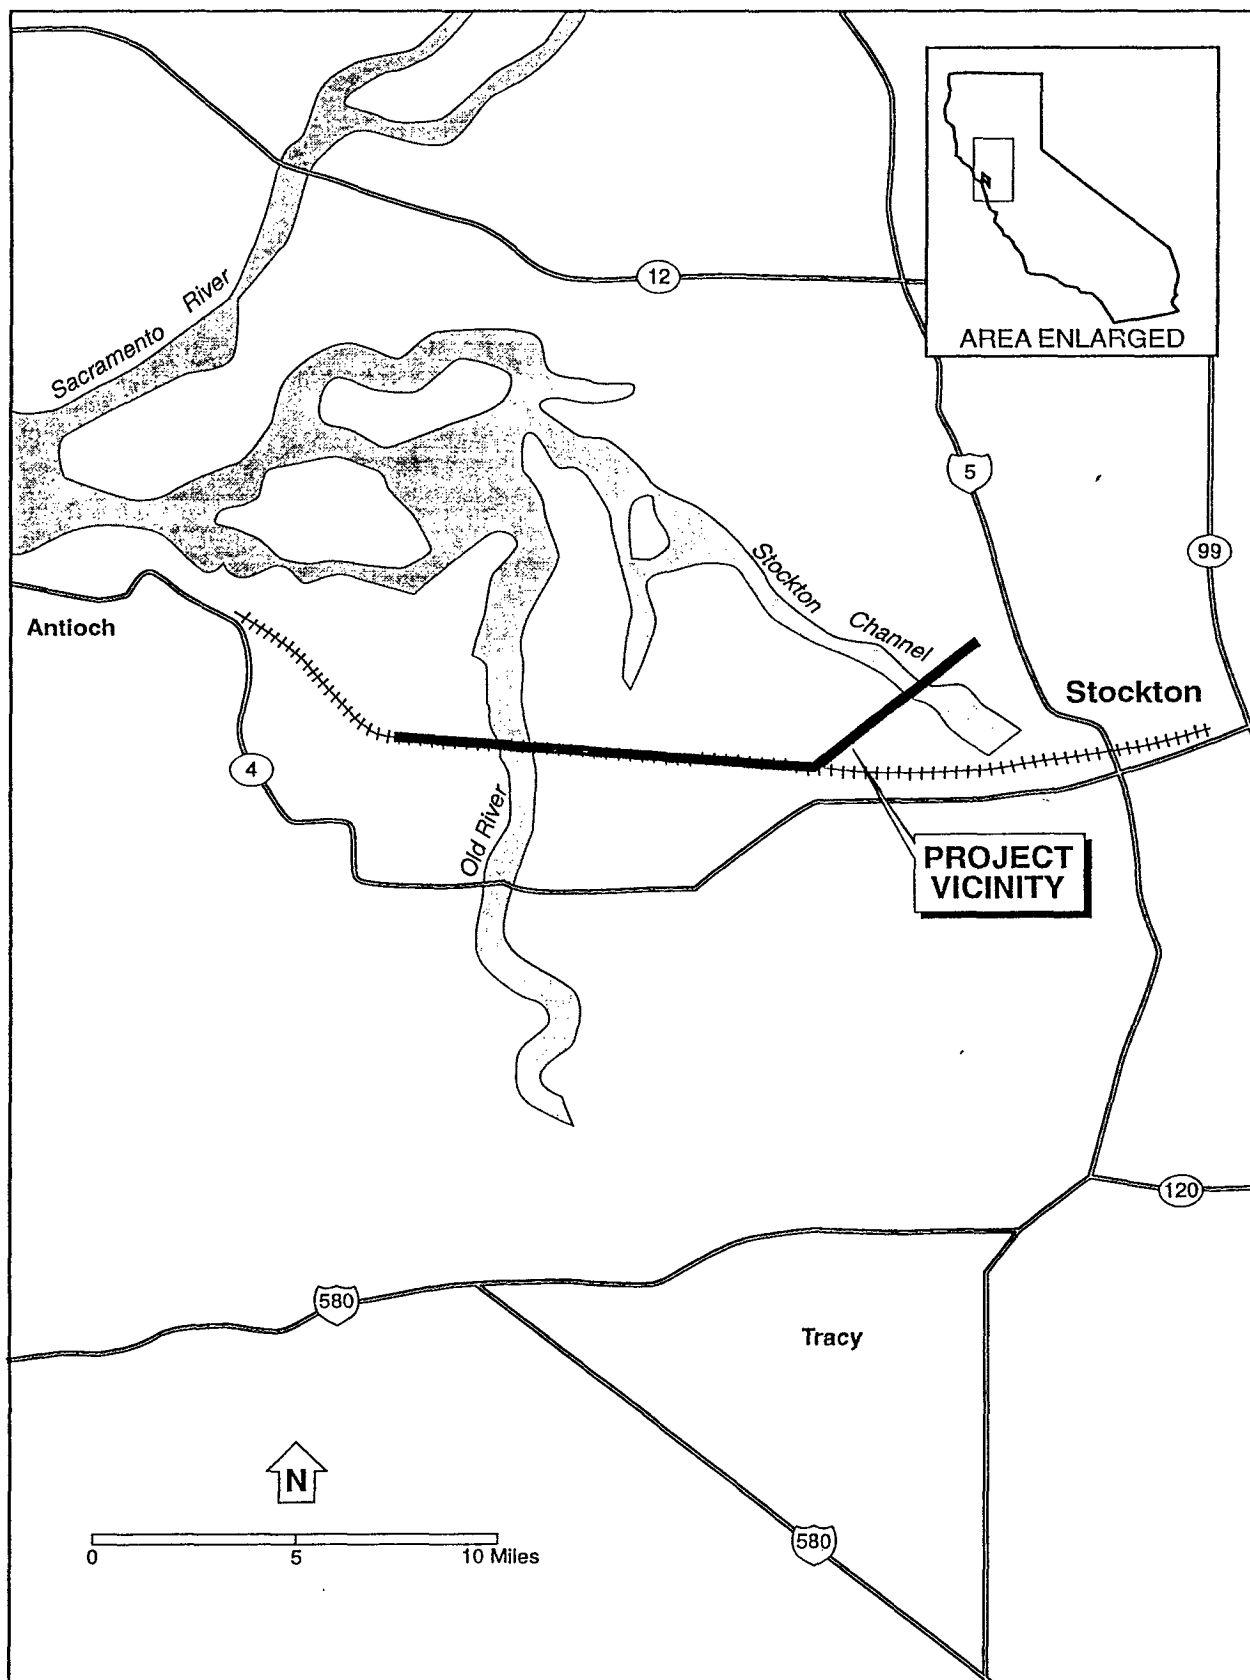 AREA ENLARGED
12
Sacramento River
5
99
Stockton Channel
Antioch
Stockton
4
Old River
PROJECT
VICINITY
120
580
Tracy
N
580
0 5 10 Miles